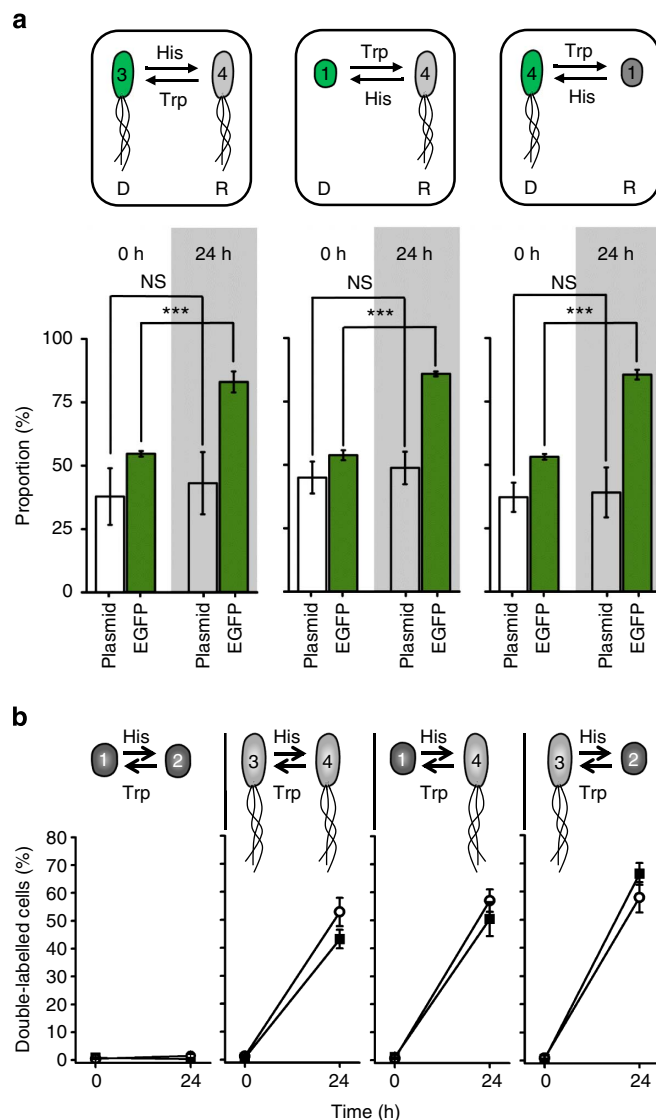 a
His
3
4
Trp
D
R
Trp
1
4
His
D
R
Trp
4
1
His
D
R
0 h
24 h
NS
***
0 h
24 h
NS
***
0 h
24 h
NS
***
Proportion (%)
100
75
50
25
0
Plasmid
EGFP
Plasmid
EGFP
Plasmid
EGFP
Plasmid
EGFP
Plasmid
EGFP
Plasmid
EGFP
b
His
1
2
Trp
His
3
4
Trp
His
1
4
Trp
His
3
2
Trp
Double-labelled cells (%)
80
70
60
50
40
30
20
10
0
0
24
0
24
0
24
0
24
Time (h)